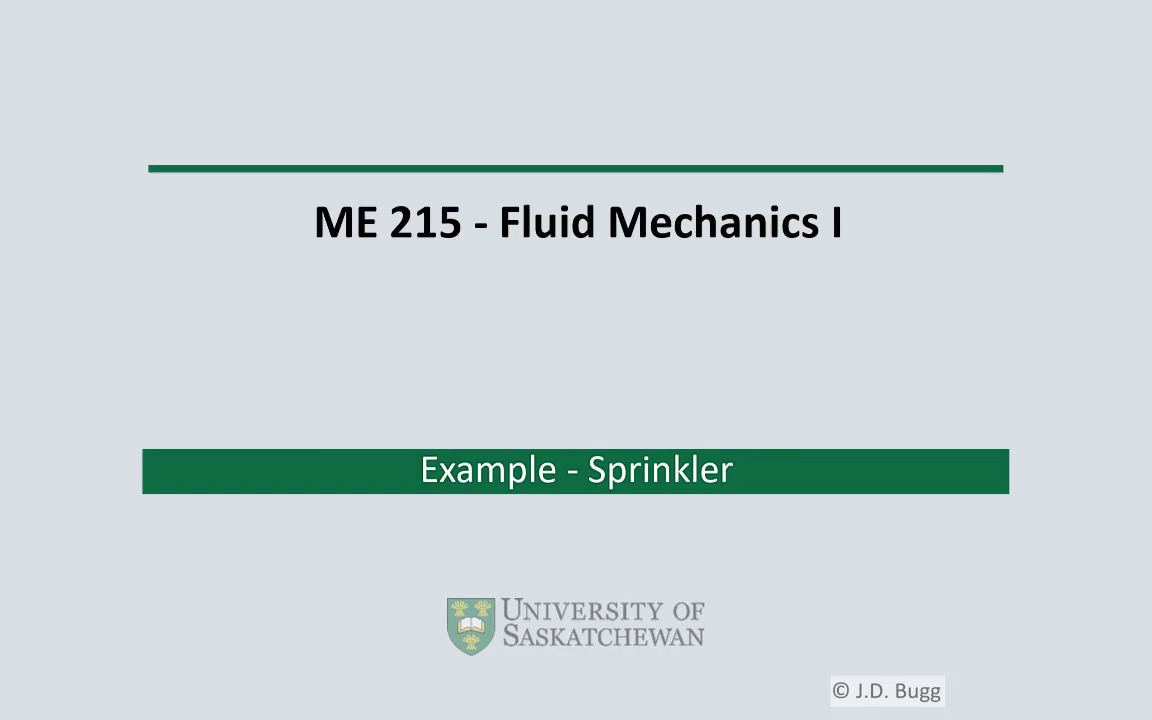 ME 215 - Fluid Mechanics I
Example - Sprinkler
UNIVERSITY OF
SASKATCHEWAN
© J.D. Bugg